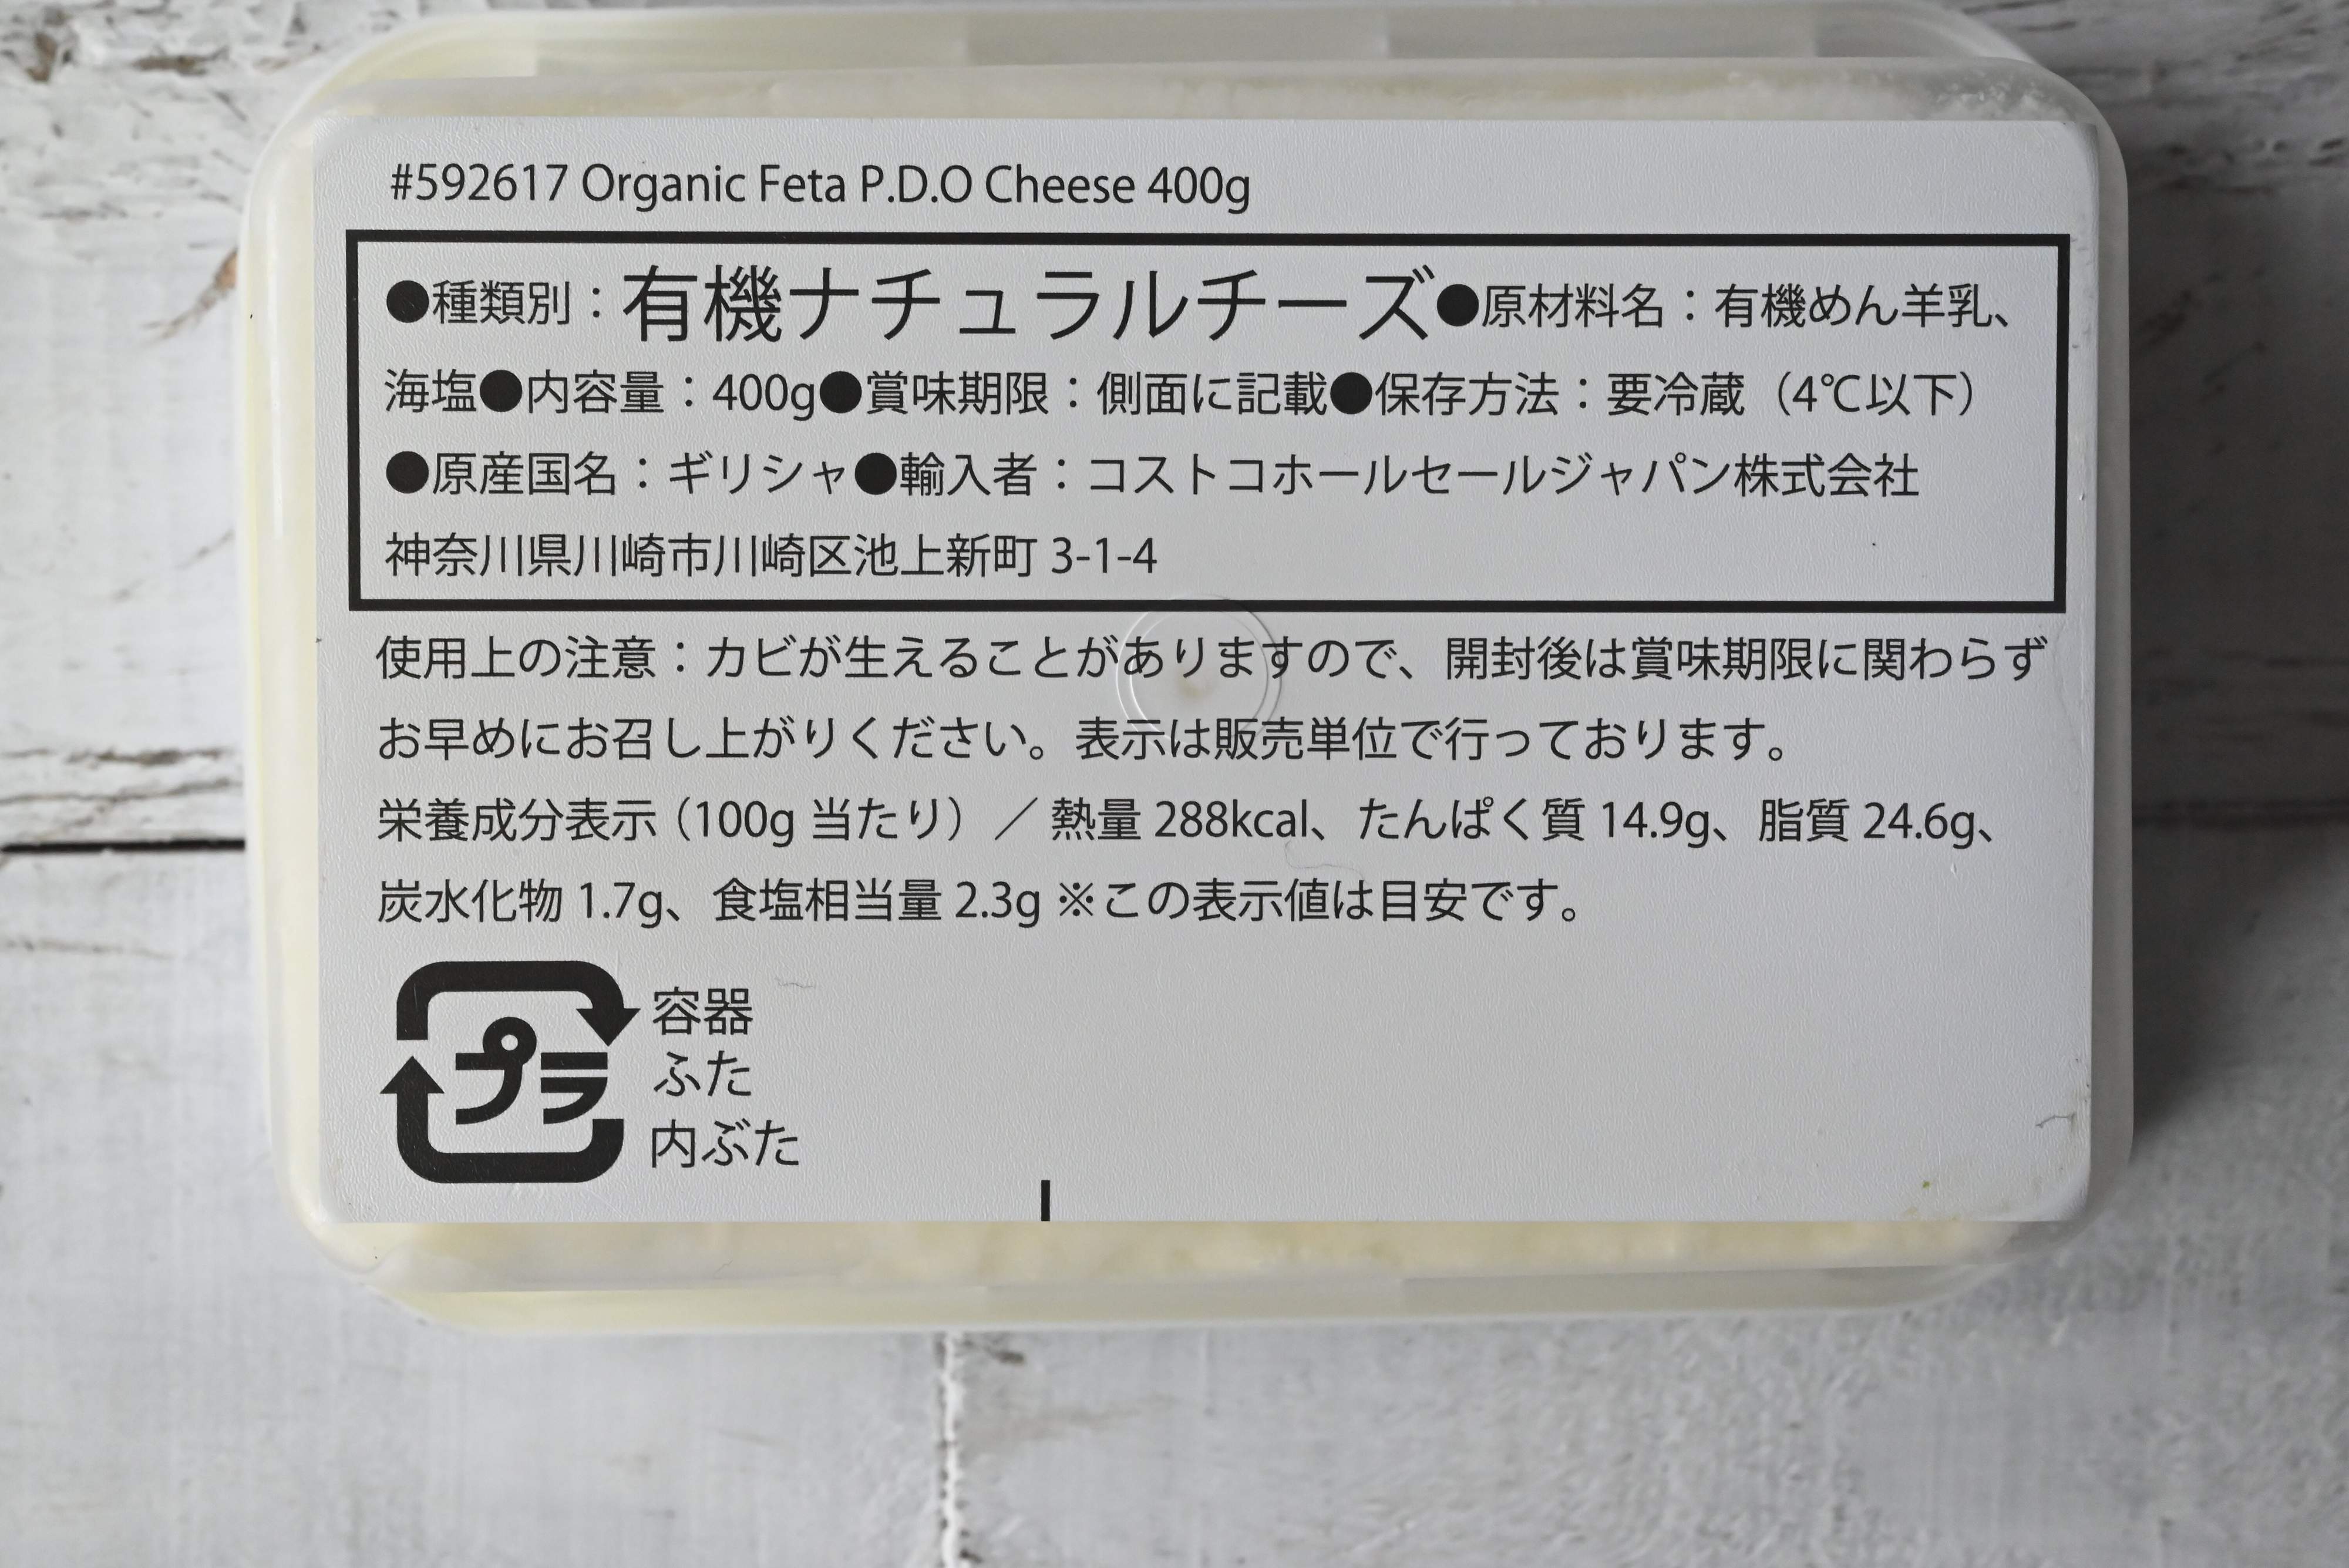 #592617 Organic Feta P.D.O Cheese 400g
●種類別：有機ナチュラルチーズ●原材料名：有機めん羊乳、
海塩●内容量：400g●賞味期限：側面に記載●保存方法：要冷蔵（4℃以下）
●原産国名：ギリシャ●輸入者：コストコホールセールジャパン株式会社
神奈川県川崎市川崎区池上新町 3-1-4
使用上の注意：カビが生えることがありますので、開封後は賞味期限に関わらず
お早めにお召し上がりください。表示は販売単位で行っております。
栄養成分表示（100g 当たり）／ 熱量 288kcal、たんぱく質 14.9g、脂質 24.6g、
炭水化物 1.7g、食塩相当量 2.3g ※この表示値は目安です。
プラ
容器
ふた
内ぶた